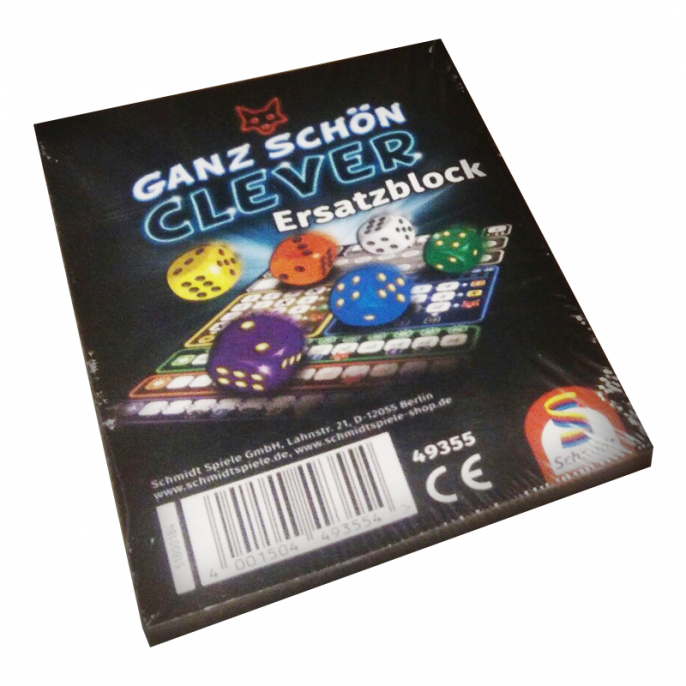 GANZ SCHÖN
CLEVER
Ersatzblock
Schmidt Spiele GmbH, Lahnstr. 21, D-12055 Berlin
www.schmidtspiele.de, www.schmidtspiele-shop.de
49355
CE
4 001504 493554 >